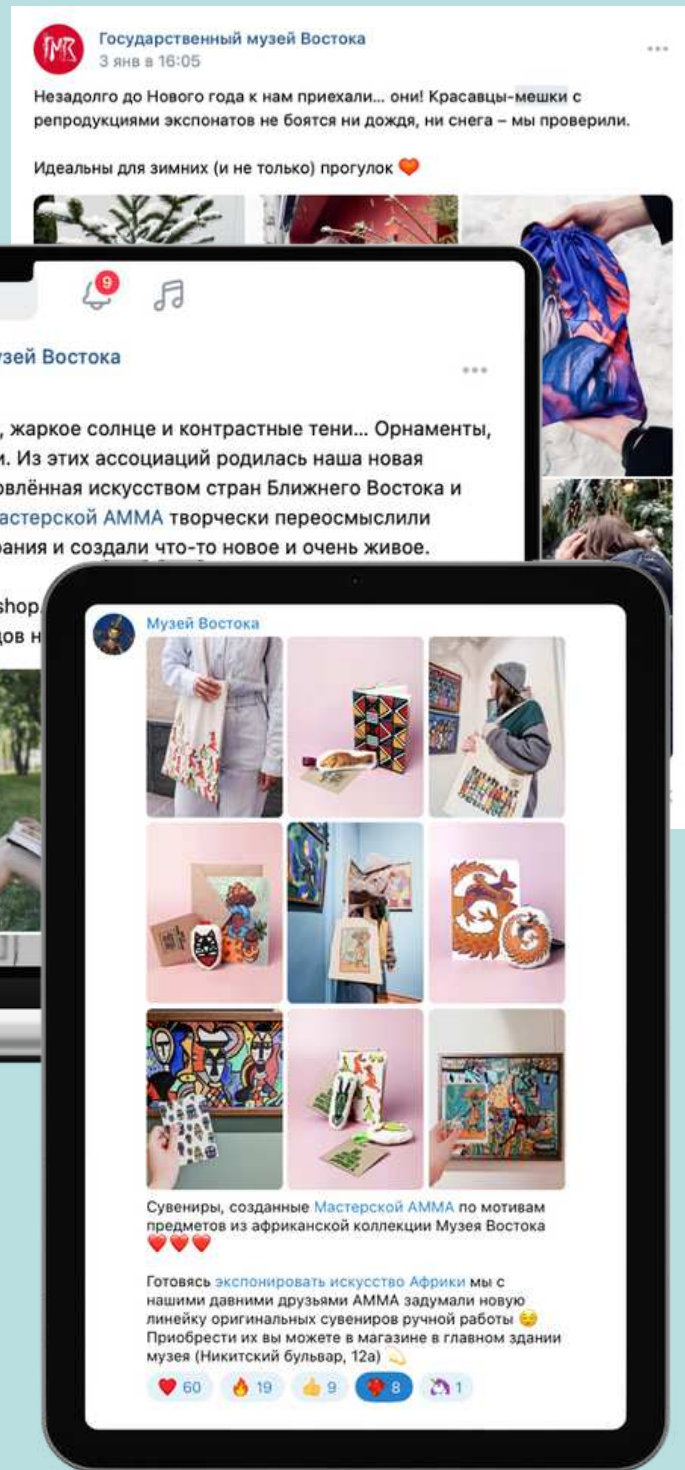 Государственный музей Востока
3 янв в 16:05
Незадолго до Нового года к нам приехали... они! Красавцы-мешки с
репродукциями экспонатов не боятся ни дождя, ни снега – мы проверили.
Идеальны для зимних (и не только) прогулок
9
Востока
жаркое солнце и контрастные тени... Орнаменты,
Из этих ассоциаций родилась наша новая
искусством стран Ближнего Востока и
АММА творчески переосмыслили
и создали что-то новое и очень живое.
shop
Музей Востока
Сувениры, созданные Мастерской АММА по мотивам
предметов из африканской коллекции Музея Востока
Готовясь экспонировать искусство Африки мы с
нашими давними друзьями АММА задумали новую
линейку оригинальных сувениров ручной работы
Приобрести их вы можете в магазине в главном здании
музея (Никитский бульвар, 12а)
60 19 9 8 1